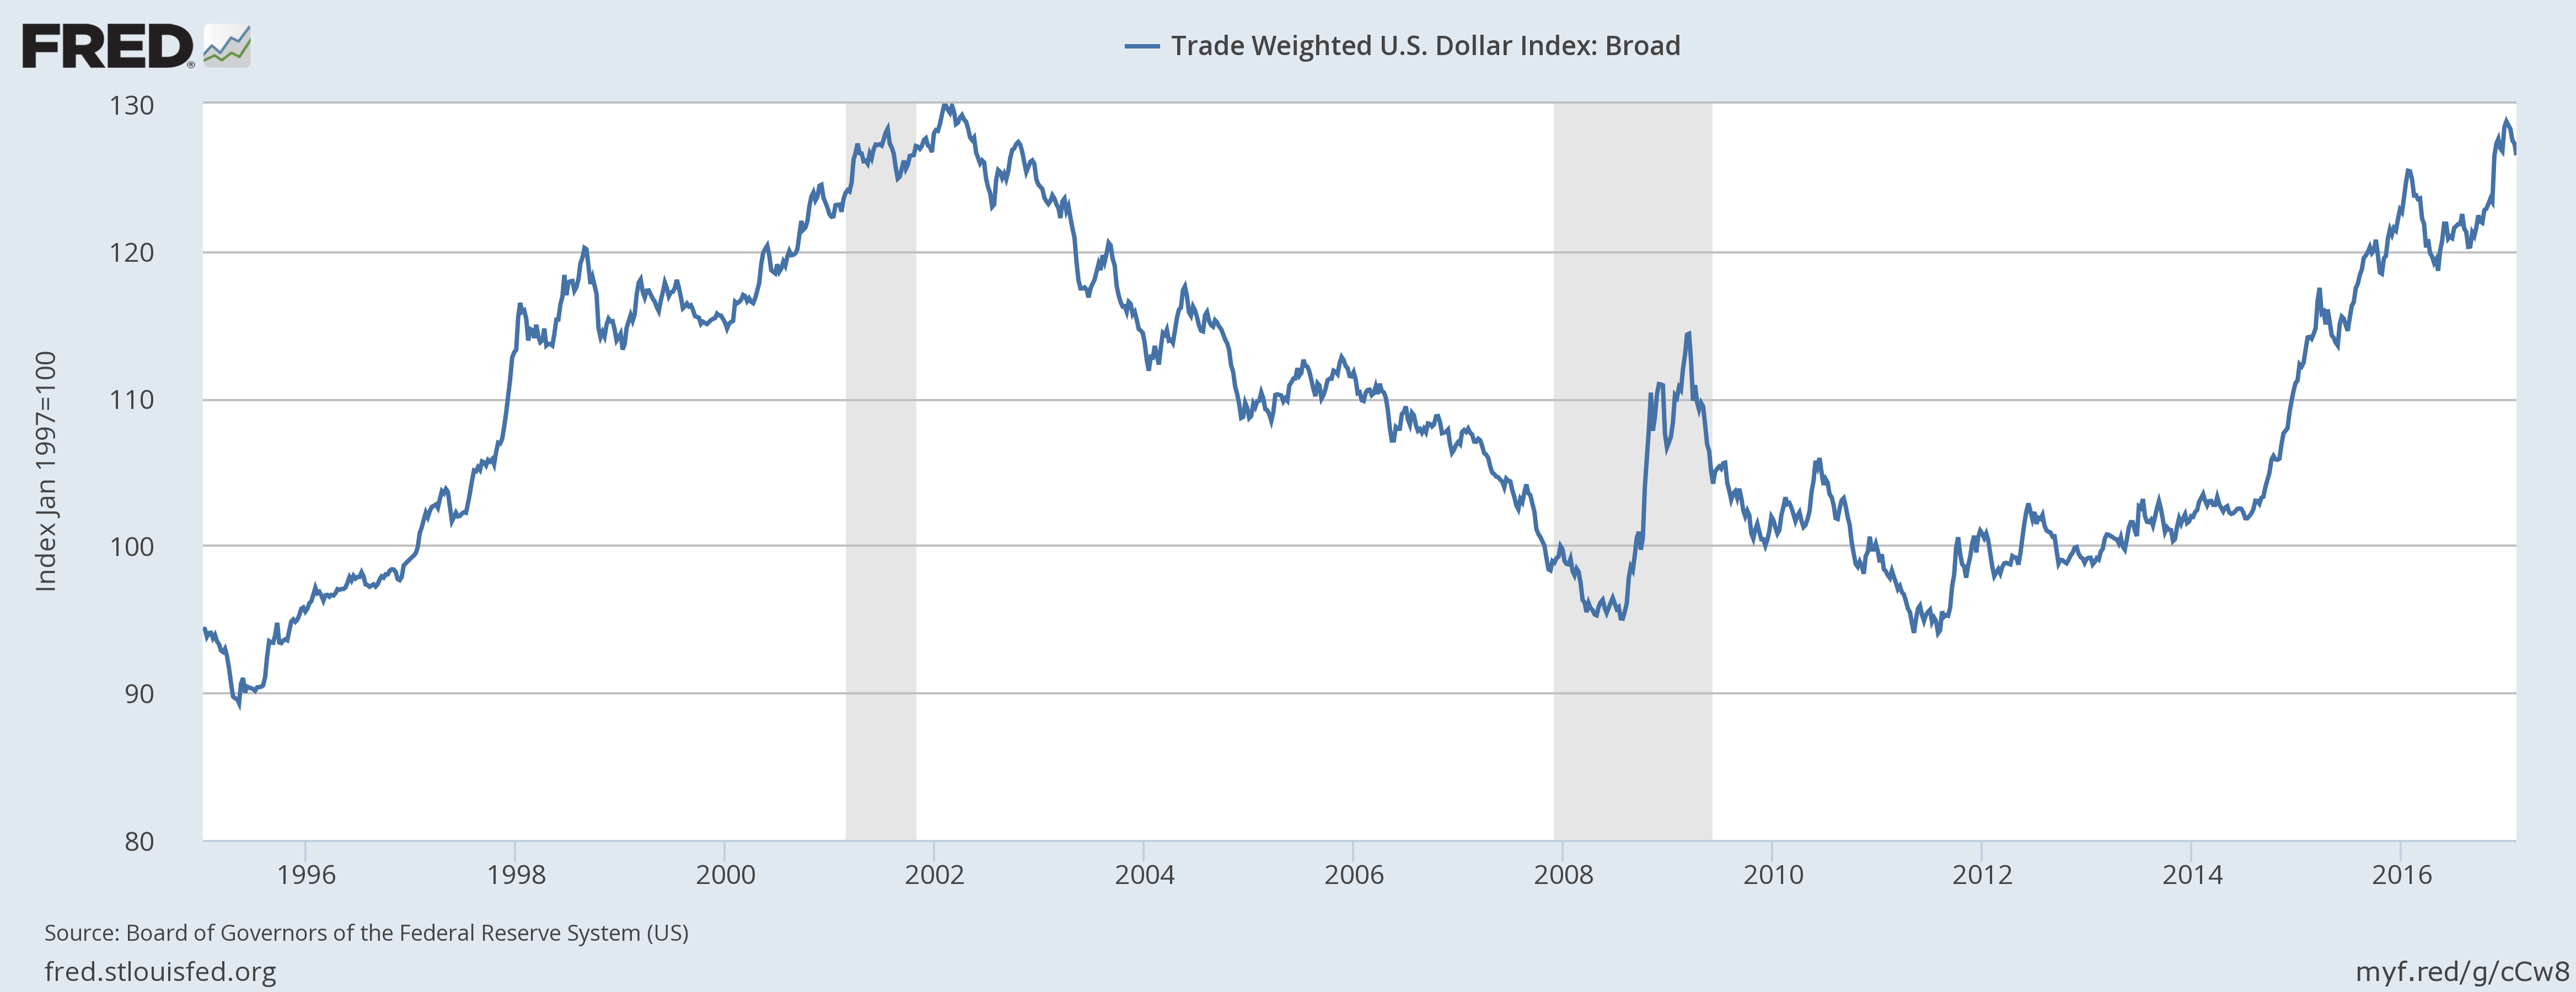 FRED®
Trade Weighted U.S. Dollar Index: Broad
130
120
110
100
90
80
Index Jan 1997=100
1996 1998 2000 2002 2004 2006 2008 2010 2012 2014 2016
Source: Board of Governors of the Federal Reserve System (US)
fred.stlouisfed.org
myf.red/g/cCw8